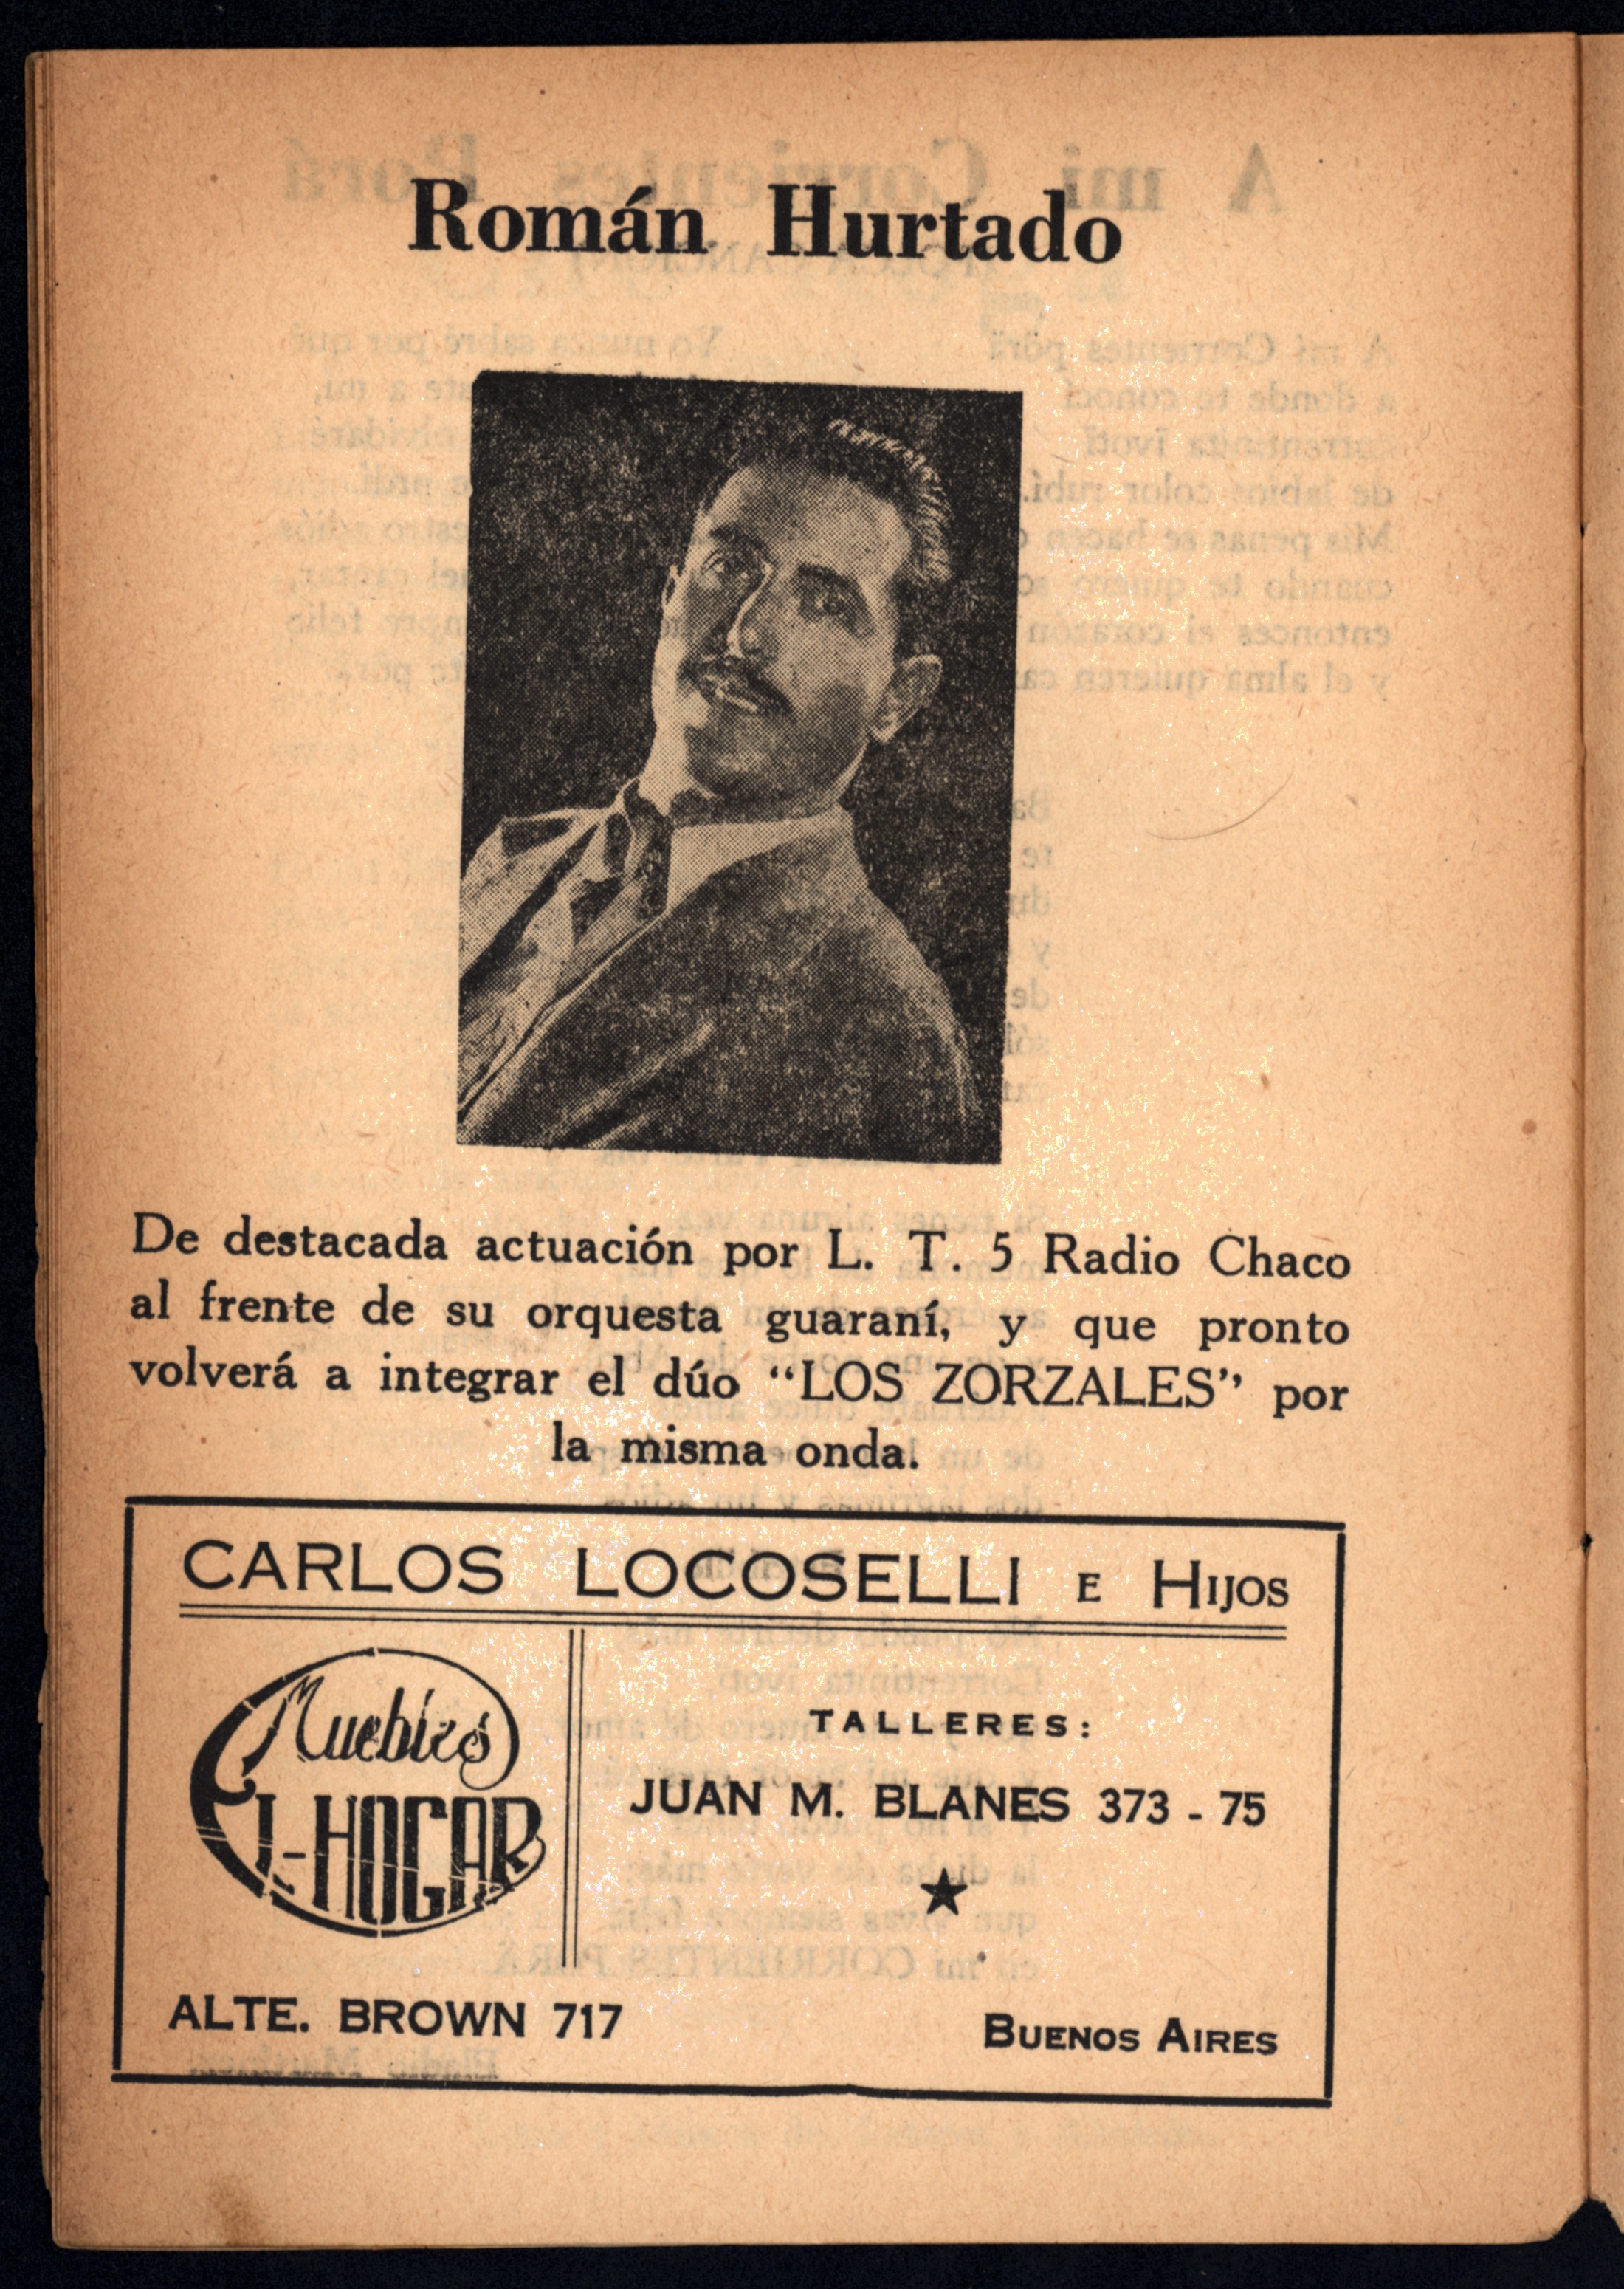 Román Hurtado
De destacada actuación por L. T. 5 Radio Chaco
al frente de su orquesta guaraní, y que pronto
volverá a integrar el dúo “LOS ZORZALES” por
la misma onda.
CARLOS LOCOSELLI E HIJOS
Muebles
EL-HOGAR
TALLERES:
JUAN M. BLANES 373 - 75
ALTE. BROWN 717
BUENOS AIRES